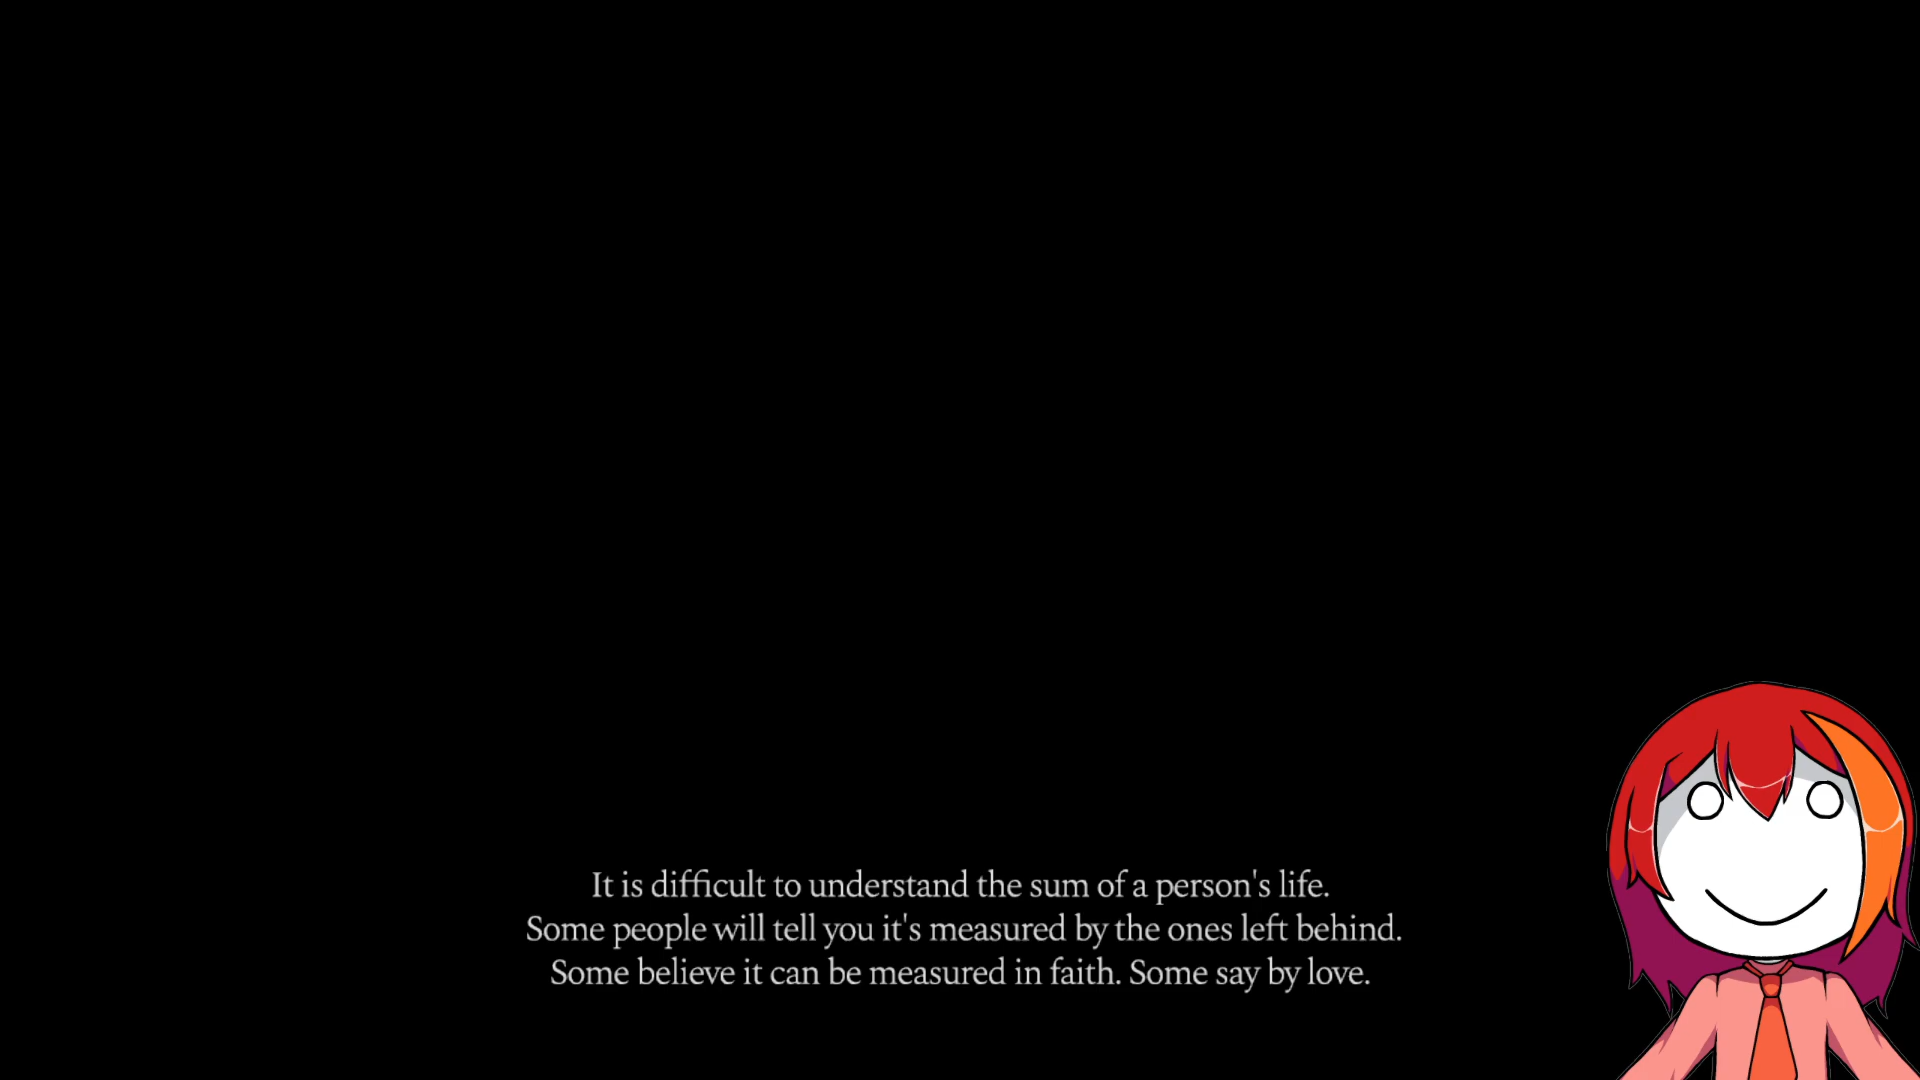 It is difficult to understand the sum of a person's life.
Some people will tell you it's measured by the ones left behind.
Some believe it can be measured in faith. Some say by love.